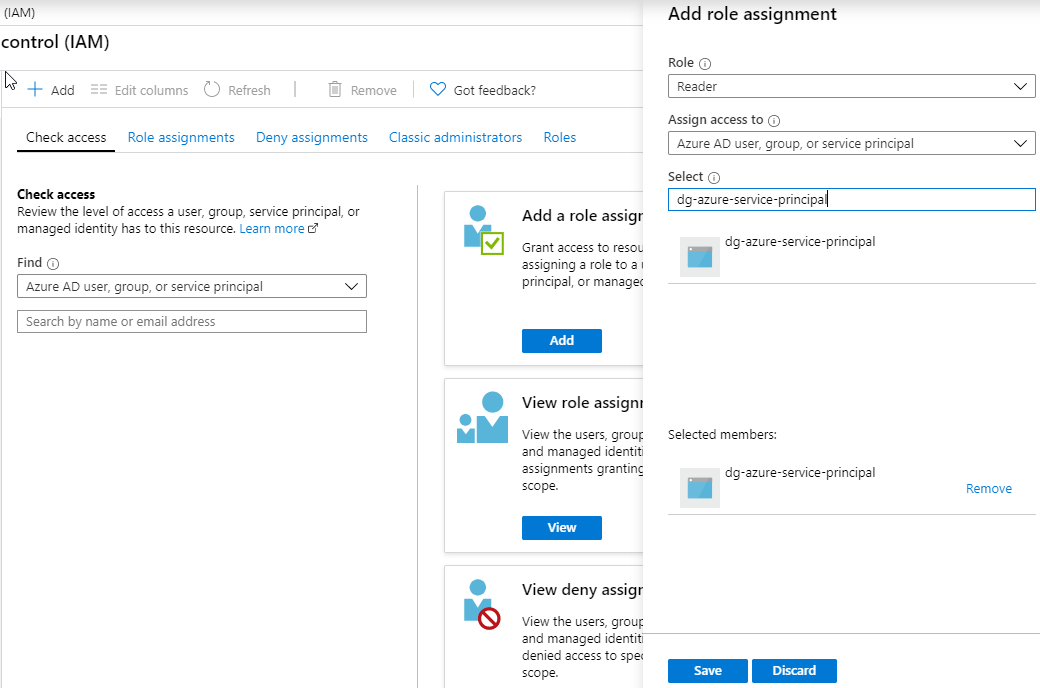 (IAM)
control (IAM)
Add
Edit columns
Refresh
Remove
Got feedback?
Check access
Role assignments
Deny assignments
Classic administrators
Roles
Check access
Review the level of access a user, group, service principal, or
managed identity has to this resource. Learn more
Find
Azure AD user, group, or service principal
Search by name or email address
Add a role assignr
Grant access to resou
assigning a role to a u
principal, or managed
Add
View role assignr
View the users, group
and managed identiti
assignments granting
scope.
View
View deny assigr
View the users, group
and managed identiti
denied access to spec
scope.
Add role assignment
Role
Reader
Assign access to
Azure AD user, group, or service principal
Select
dg-azure-service-principal
dg-azure-service-principal
Selected members:
dg-azure-service-principal
Remove
Save
Discard